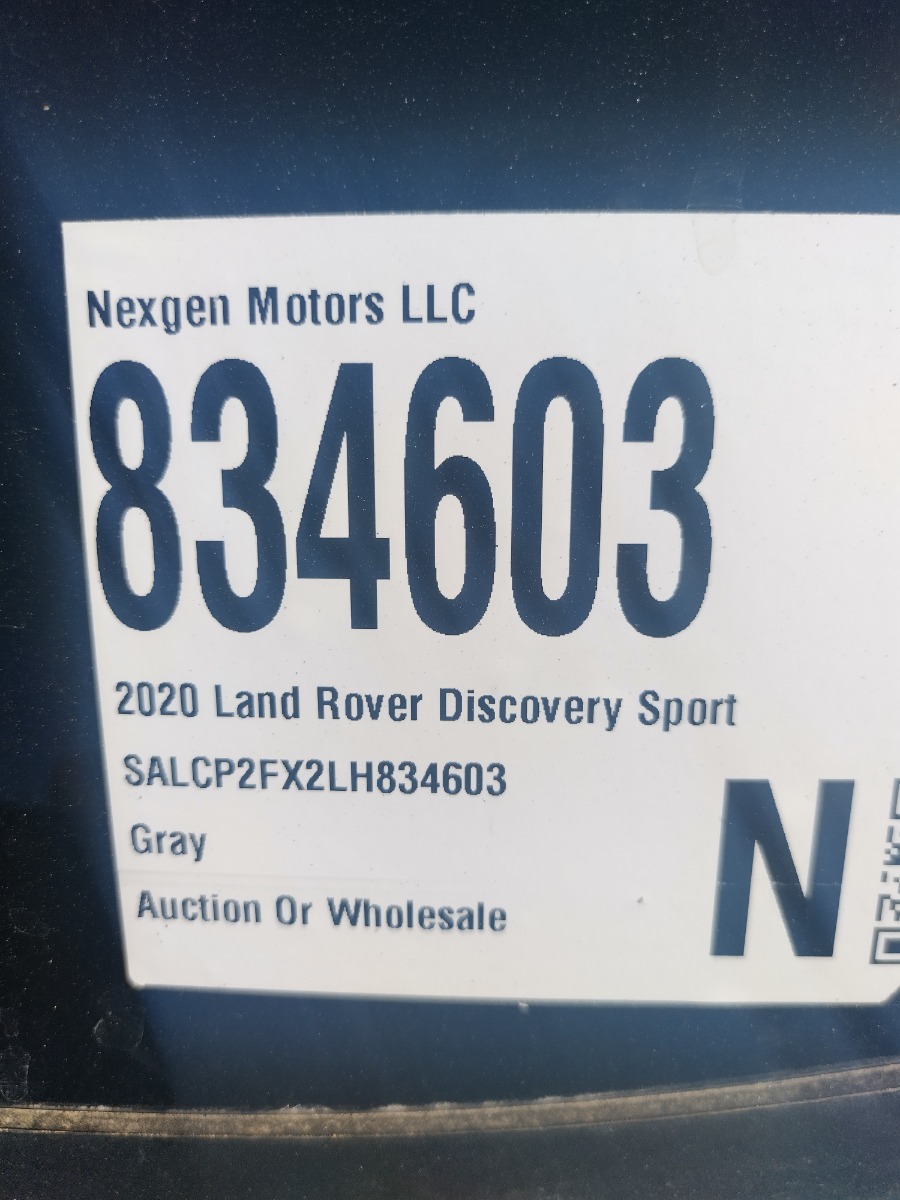 Nexgen Motors LLC
834603
2020 Land Rover Discovery Sport
SALCP2FX2LH834603
Gray
Auction Or Wholesale
N